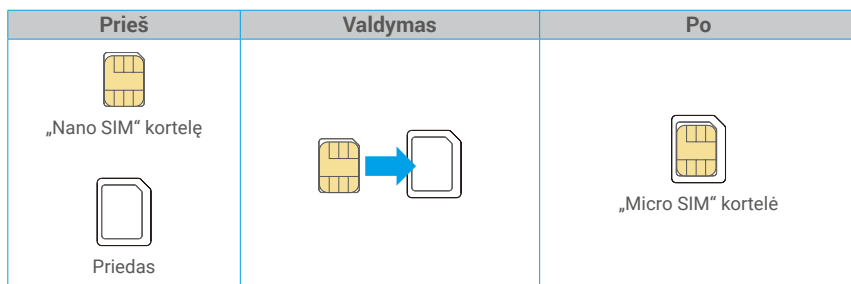 Prieš
Valdymas
Po
„Nano SIM“ kortelę
Priedas
„Micro SIM“ kortelė